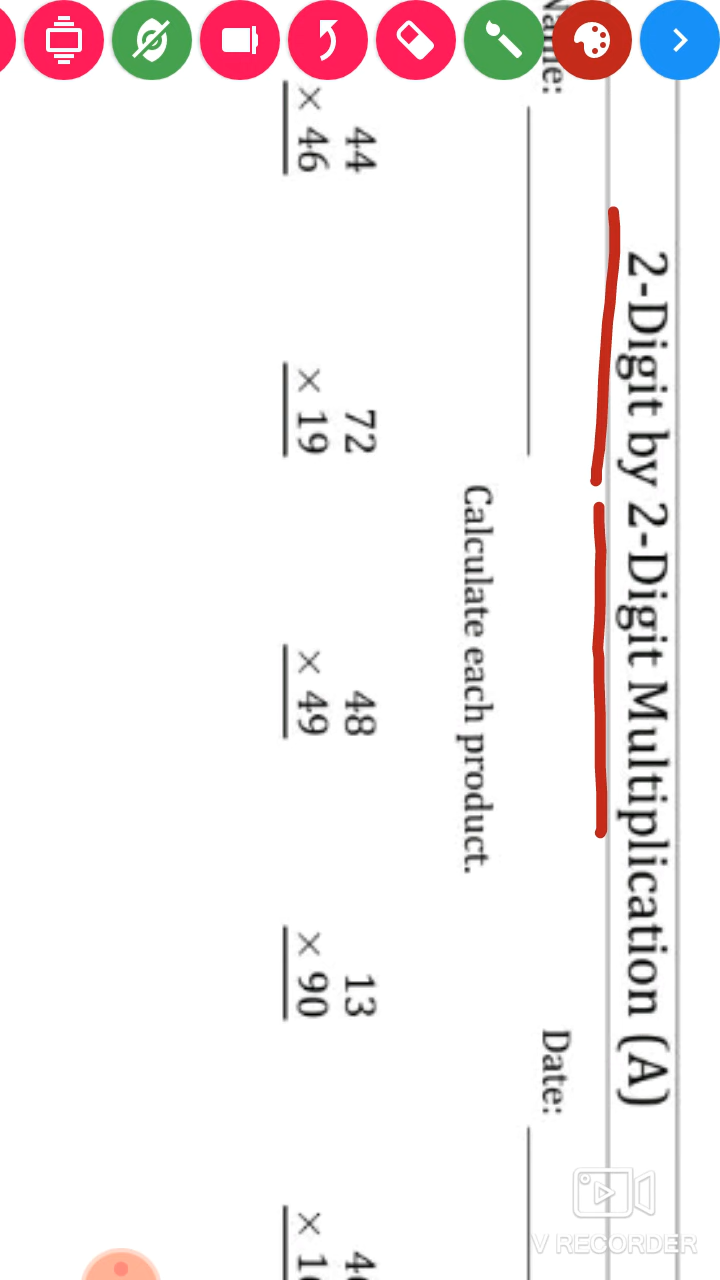 2-Digit by 2-Digit Multiplication (A)
Name: Date:
Calculate each product.
44 72 48 13
× 46 × 19 × 49 × 90 ×
V RECORDER